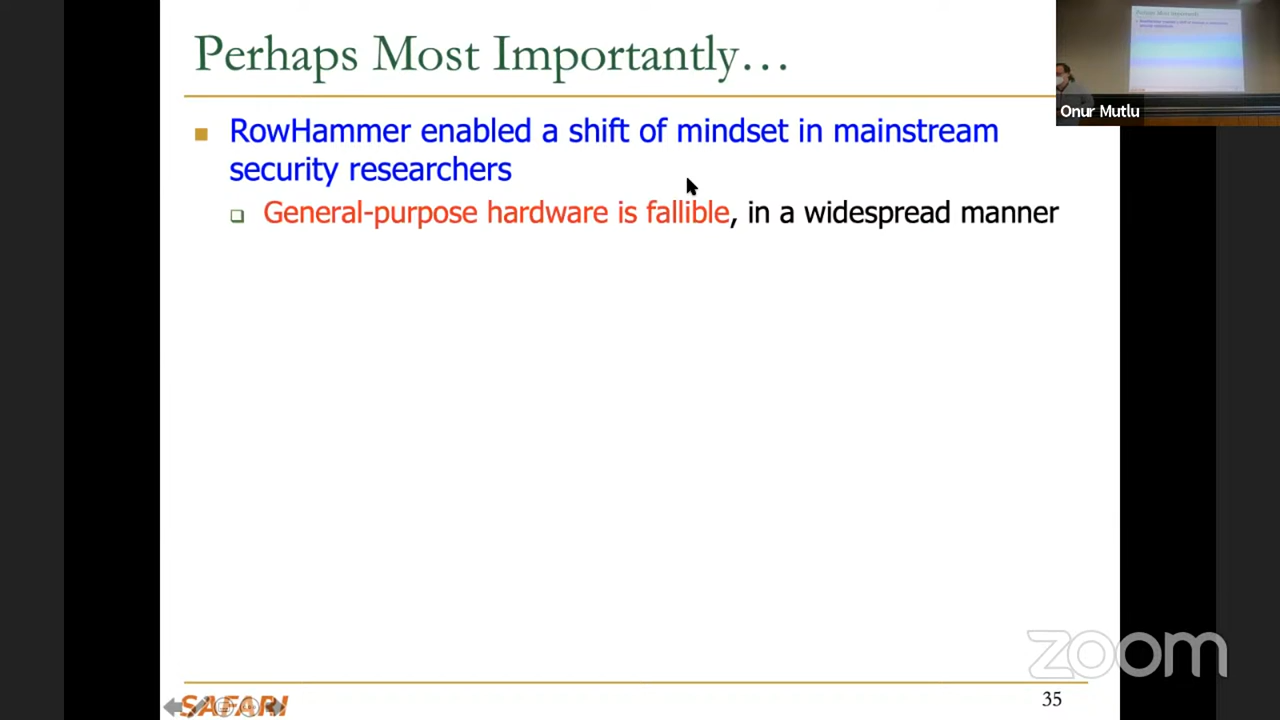 Perhaps Most Importantly…
RowHammer enabled a shift of mindset in mainstream
security researchers
General-purpose hardware is fallible, in a widespread manner
Onur Mutlu
zoom
SAFARI
35